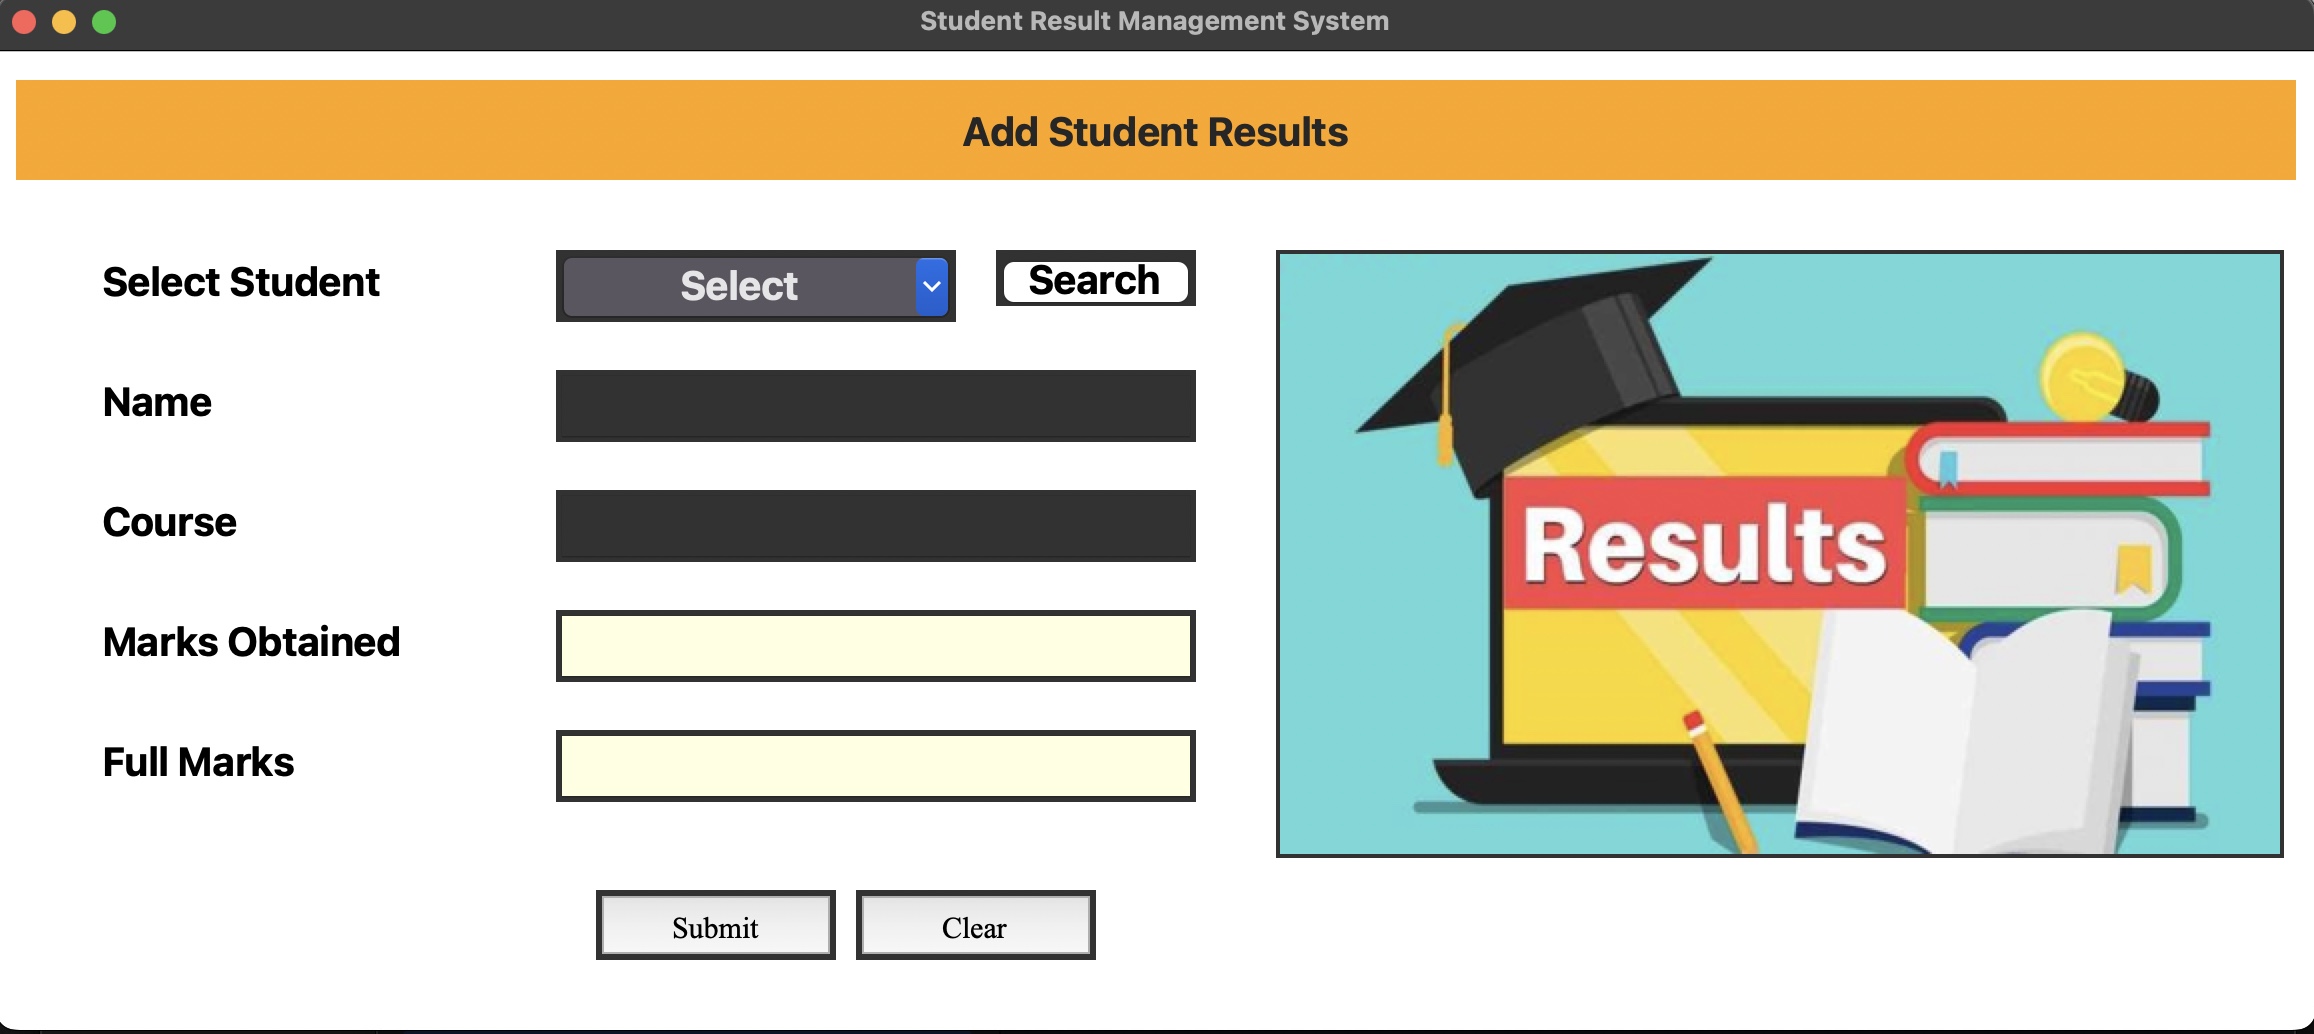 Student Result Management System
Add Student Results
Select Student
Select
Search
Name
Course
Marks Obtained
Full Marks
Submit
Clear
Results